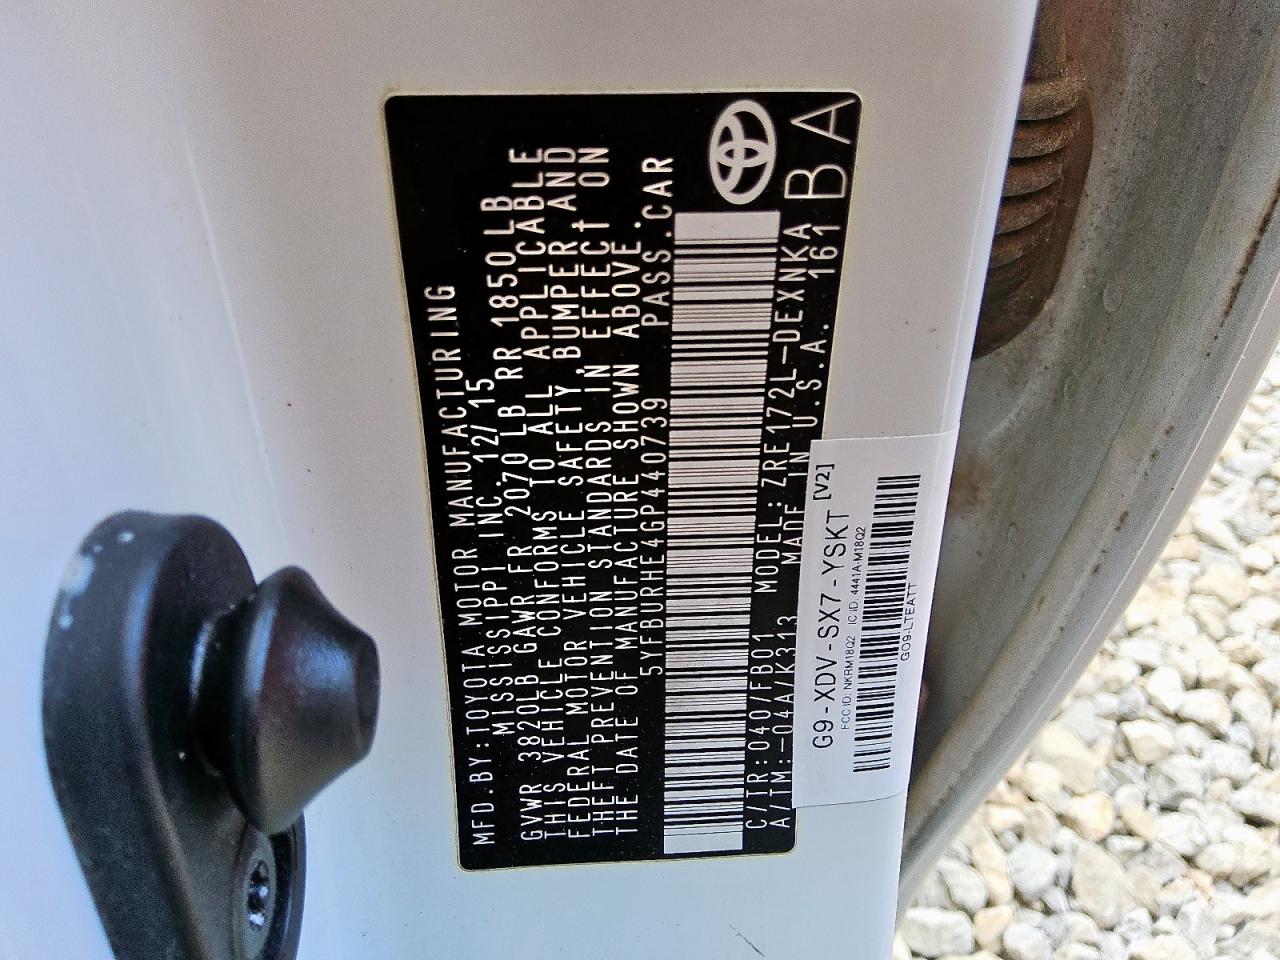 MFD.BY:TOYOTA MOTOR MANUFACTURING
MISSISSIPPI INC. 12/15
GVWR 3820LB GAWR FR 2070LB RR 1850LB
THIS VEHICLE CONFORMS TO ALL APPLICABLE
FEDERAL MOTOR VEHICLE SAFETY,BUMPER,AND
THEFT PREVENTION STANDARDS IN EFFECT ON
THE DATE OF MANUFACTURE SHOWN ABOVE.
5YFBURHE4GP440739 PASS.CAR
C/TR:040/FB01 MODEL:ZRE172L-DEXNKA
A/TM:-04A/K313 MADE IN U.S.A. 161
BA
G9-XDV-SX7-YSKT [V2]
FCC ID: NKRM18Q2 IC ID: 4441A-M18Q2
GO9-LTEATT